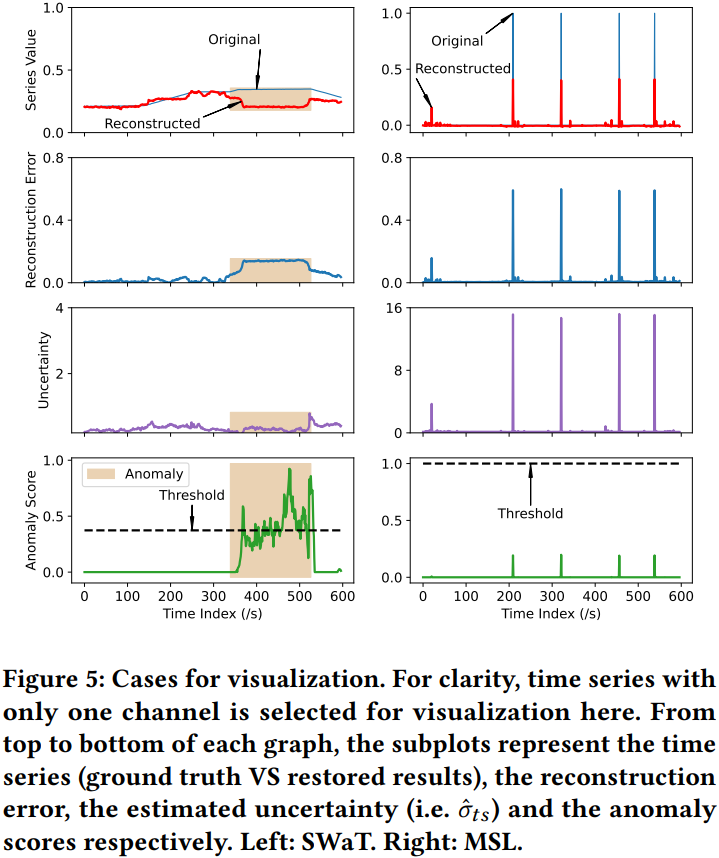 1.0
0.5
0.0
Series Value
Original
Reconstructed
1.0
0.5
0.0
Original
Reconstructed
0.8
0.4
0.0
Reconstruction Error
0.8
0.4
0.0
4
2
Uncertainty
16
8
0
1.0
0.5
0.0
Anomaly Score
Anomaly
Threshold
0 100 200 300 400 500 600
Time Index (/s)
1.0
0.5
0.0
Threshold
0 100 200 300 400 500 600
Time Index (/s)
Figure 5: Cases for visualization. For clarity, time series with
only one channel is selected for visualization here. From
top to bottom of each graph, the subplots represent the time
series (ground truth VS restored results), the reconstruction
error, the estimated uncertainty (i.e. σ̂ts) and the anomaly
scores respectively. Left: SWaT. Right: MSL.